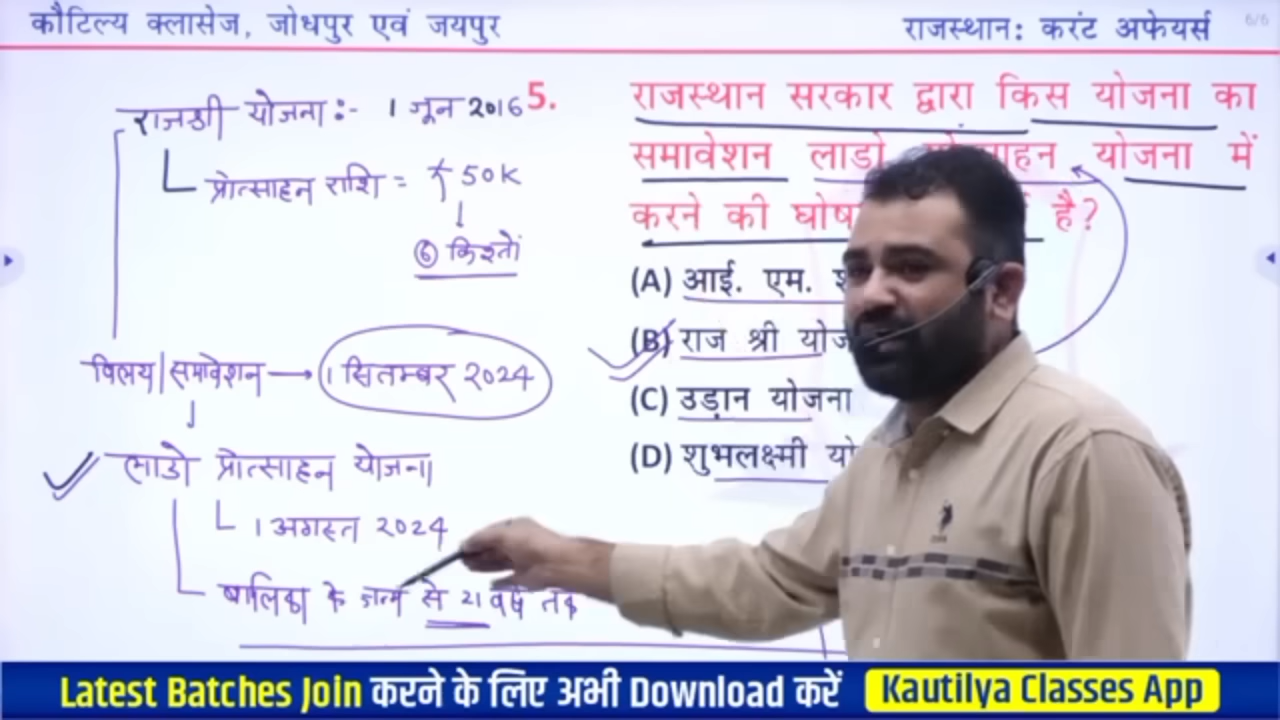 कौटिल्य क्लासेज, जोधपुर एवं जयपुर
राजस्थान: करंट अफेयर्स
6/6
राजश्री योजना :- 1 जून 2016
प्रोत्साहन राशि = ₹ 50K
⑥ किश्तों
विलय/समावेशन → 1 सितम्बर 2024
लाडो प्रोत्साहन योजना
1 अगस्त 2024
बालिका के जन्म से 21 वर्ष तक
5. राजस्थान सरकार द्वारा किस योजना का
समावेशन लाडो योजना में
करने की है?
(A) आई. एम.
(B) राज श्री
(C) उड़ान योजना
(D) शुभलक्ष्मी
Latest Batches Join करने के लिए अभी Download करें Kautilya Classes App